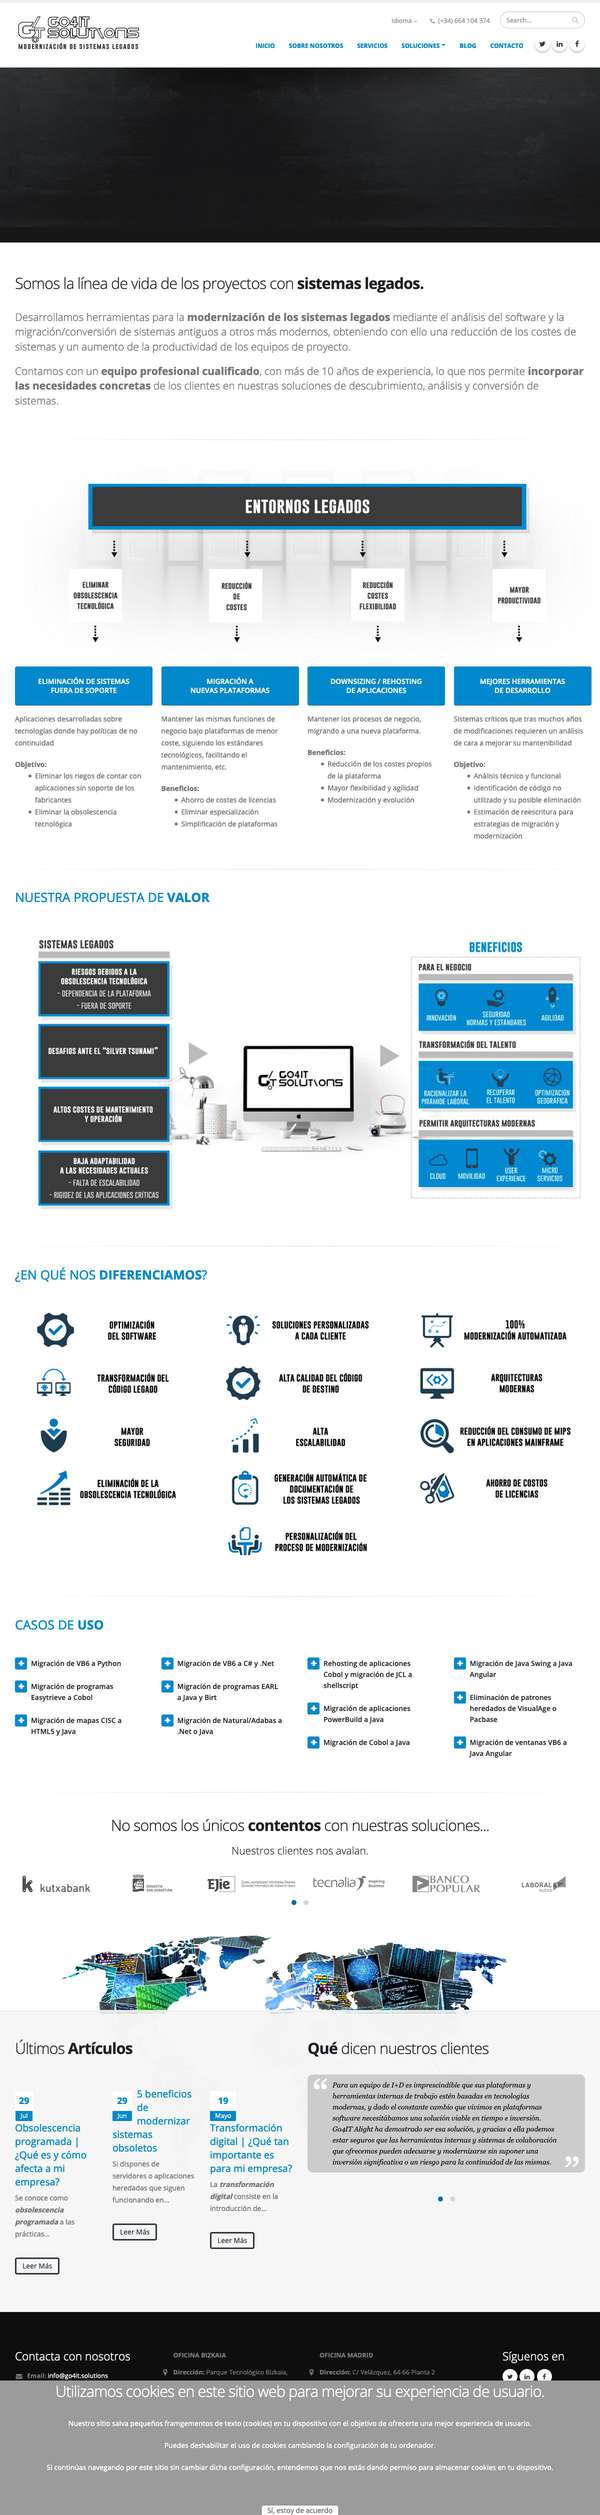 GO4IT
SOLUTIONS
MODERNIZACIÓN DE SISTEMAS LEGADOS
Idioma
(+34) 664 104 374
Search...
INICIO SOBRE NOSOTROS SERVICIOS SOLUCIONES BLOG CONTACTO
Somos la línea de vida de los proyectos con sistemas legados.
Desarrollamos herramientas para la modernización de los sistemas legados mediante el análisis del software y la
migración/conversión de sistemas antiguos a otros más modernos, obteniendo con ello una reducción de los costes de
sistemas y un aumento de la productividad de los equipos de proyecto.
Contamos con un equipo profesional cualificado, con más de 10 años de experiencia, lo que nos permite incorporar
las necesidades concretas de los clientes en nuestras soluciones de descubrimiento, análisis y conversión de
sistemas.
ENTORNOS LEGADOS
ELIMINAR
OBSOLESCENCIA
TECNOLÓGICA
REDUCCIÓN
DE
COSTES
REDUCCIÓN
COSTES
FLEXIBILIDAD
MAYOR
PRODUCTIVIDAD
ELIMINACIÓN DE SISTEMAS
FUERA DE SOPORTE
Aplicaciones desarrolladas sobre
tecnologías donde hay políticas de no
continuidad
Objetivo:
Eliminar los riegos de contar con
aplicaciones sin soporte de los
fabricantes
Eliminar la obsolescencia
tecnológica
MIGRACIÓN A
NUEVAS PLATAFORMAS
Mantener las mismas funciones de
negocio bajo plataformas de menor
coste, siguiendo los estándares
tecnológicos, facilitando el
mantenimiento, etc.
Beneficios:
Ahorro de costes de licencias
Eliminar especialización
Simplificación de plataformas
DOWNSIZING / REHOSTING
DE APLICACIONES
Mantener los procesos de negocio,
migrando a una nueva plataforma.
Beneficios:
Reducción de los costes propios
de la plataforma
Mayor flexibilidad y agilidad
Modernización y evolución
MEJORES HERRAMIENTAS
DE DESARROLLO
Sistemas críticos que tras muchos años
de modificaciones requieren un análisis
de cara a mejorar su mantenibilidad
Objetivo:
Análisis técnico y funcional
Identificación de código no
utilizado y su posible eliminación
Estimación de reescritura para
estrategias de migración y
modernización
NUESTRA PROPUESTA DE VALOR
SISTEMAS LEGADOS
RIESGOS DEBIDOS A LA
OBSOLESCENCIA TECNOLÓGICA
- DEPENDENCIA DE LA PLATAFORMA
- FUERA DE SOPORTE
DESAFIOS ANTE EL "SILVER TSUNAMI"
ALTOS COSTES DE MANTENIMIENTO
Y OPERACIÓN
BAJA ADAPTABILIDAD
A LAS NECESIDADES ACTUALES
- FALTA DE ESCALABILIDAD
- RIGIDEZ DE LAS APLICACIONES CRÍTICAS
GO4IT
SOLUTIONS
BENEFICIOS
PARA EL NEGOCIO
INNOVACIÓN
SEGURIDAD
NORMAS Y ESTÁNDARES
AGILIDAD
TRANSFORMACIÓN DEL TALENTO
RACIONALIZAR LA
PIRÁMIDE LABORAL
RECUPERAR
EL TALENTO
OPTIMIZACIÓN
GEOGRÁFICA
PERMITIR ARQUITECTURAS MODERNAS
CLOUD
MOVILIDAD
USER
EXPERIENCE
MICRO
SERVICIOS
¿EN QUÉ NOS DIFERENCIAMOS?
OPTIMIZACIÓN
DEL SOFTWARE
SOLUCIONES PERSONALIZADAS
A CADA CLIENTE
100%
MODERNIZACIÓN AUTOMATIZADA
TRANSFORMACIÓN DEL
CÓDIGO LEGADO
ALTA CALIDAD DEL CÓDIGO
DE DESTINO
ARQUITECTURAS
MODERNAS
MAYOR
SEGURIDAD
ALTA
ESCALABILIDAD
REDUCCIÓN DEL CONSUMO DE MIPS
EN APLICACIONES MAINFRAME
ELIMINACIÓN DE LA
OBSOLESCENCIA TECNOLÓGICA
GENERACIÓN AUTOMÁTICA DE
DOCUMENTACIÓN DE
LOS SISTEMAS LEGADOS
AHORRO DE COSTOS
DE LICENCIAS
PERSONALIZACIÓN DEL
PROCESO DE MODERNIZACIÓN
CASOS DE USO
Migración de VB6 a Python
Migración de programas
Easytrieve a Cobol
Migración de mapas CISC a
HTML5 y Java
Migración de VB6 a C# y .Net
Migración de programas EARL
a Java y Birt
Migración de Natural/Adabas a
.Net o Java
Rehosting de aplicaciones
Cobol y migración de JCL a
shellscript
Migración de aplicaciones
PowerBuild a Java
Migración de Cobol a Java
Migración de Java Swing a Java
Angular
Eliminación de patrones
heredados de VisualAge o
Pacbase
Migración de ventanas VB6 a
Java Angular
No somos los únicos contentos con nuestras soluciones...
Nuestros clientes nos avalan.
kutxabank
EJie
tecnalia Inspiring Business
BANCO
POPULAR
LABORAL
Kutxa
Últimos Artículos
29
Jul
Obsolescencia
programada |
¿Qué es y cómo
afecta a mi
empresa?
Se conoce como
obsolescencia
programada a las
prácticas...
Leer Más
29
Jun
5 beneficios
de
modernizar
sistemas
obsoletos
Si dispones de
servidores o aplicaciones
heredadas que siguen
funcionando en...
Leer Más
19
Mayo
Transformación
digital | ¿Qué tan
importante es
para mi empresa?
La transformación
digital consiste en la
introducción de...
Leer Más
Qué dicen nuestros clientes
Para un equipo de I+D es imprescindible que sus plataformas y
herramientas internas de trabajo estén basadas en tecnologías
modernas, y dado el constante cambio que vivimos en plataformas
software necesitábamos una solución viable en tiempo e inversión.
Go4IT Alight ha demostrado ser esa solución, y gracias a ella podemos
estar seguros que las herramientas internas y sistemas de colaboración
que ofrecemos pueden adecuarse y modernizarse sin suponer una
inversión significativa o un riesgo para la continuidad de las mismas.
Contacta con nosotros
Email: info@go4it.solutions
OFICINA BIZKAIA
Dirección: Parque Tecnológico Bizkaia,
OFICINA MADRID
Dirección: C/ Velázquez, 64-66 Planta 2
Síguenos en
Utilizamos cookies en este sitio web para mejorar su experiencia de usuario.
Nuestro sitio salva pequeños framgementos de texto (cookies) en tu dispositivo con el objetivo de ofrecerte una mejor experiencia de usuario.
Puedes deshabilitar el uso de cookies cambiando la configuración de tu ordenador.
Si continúas navegando por este sitio sin cambiar dicha configuración, entendemos que nos estás dando permiso para almacenar cookies en tu dispositivo.
Sí, estoy de acuerdo